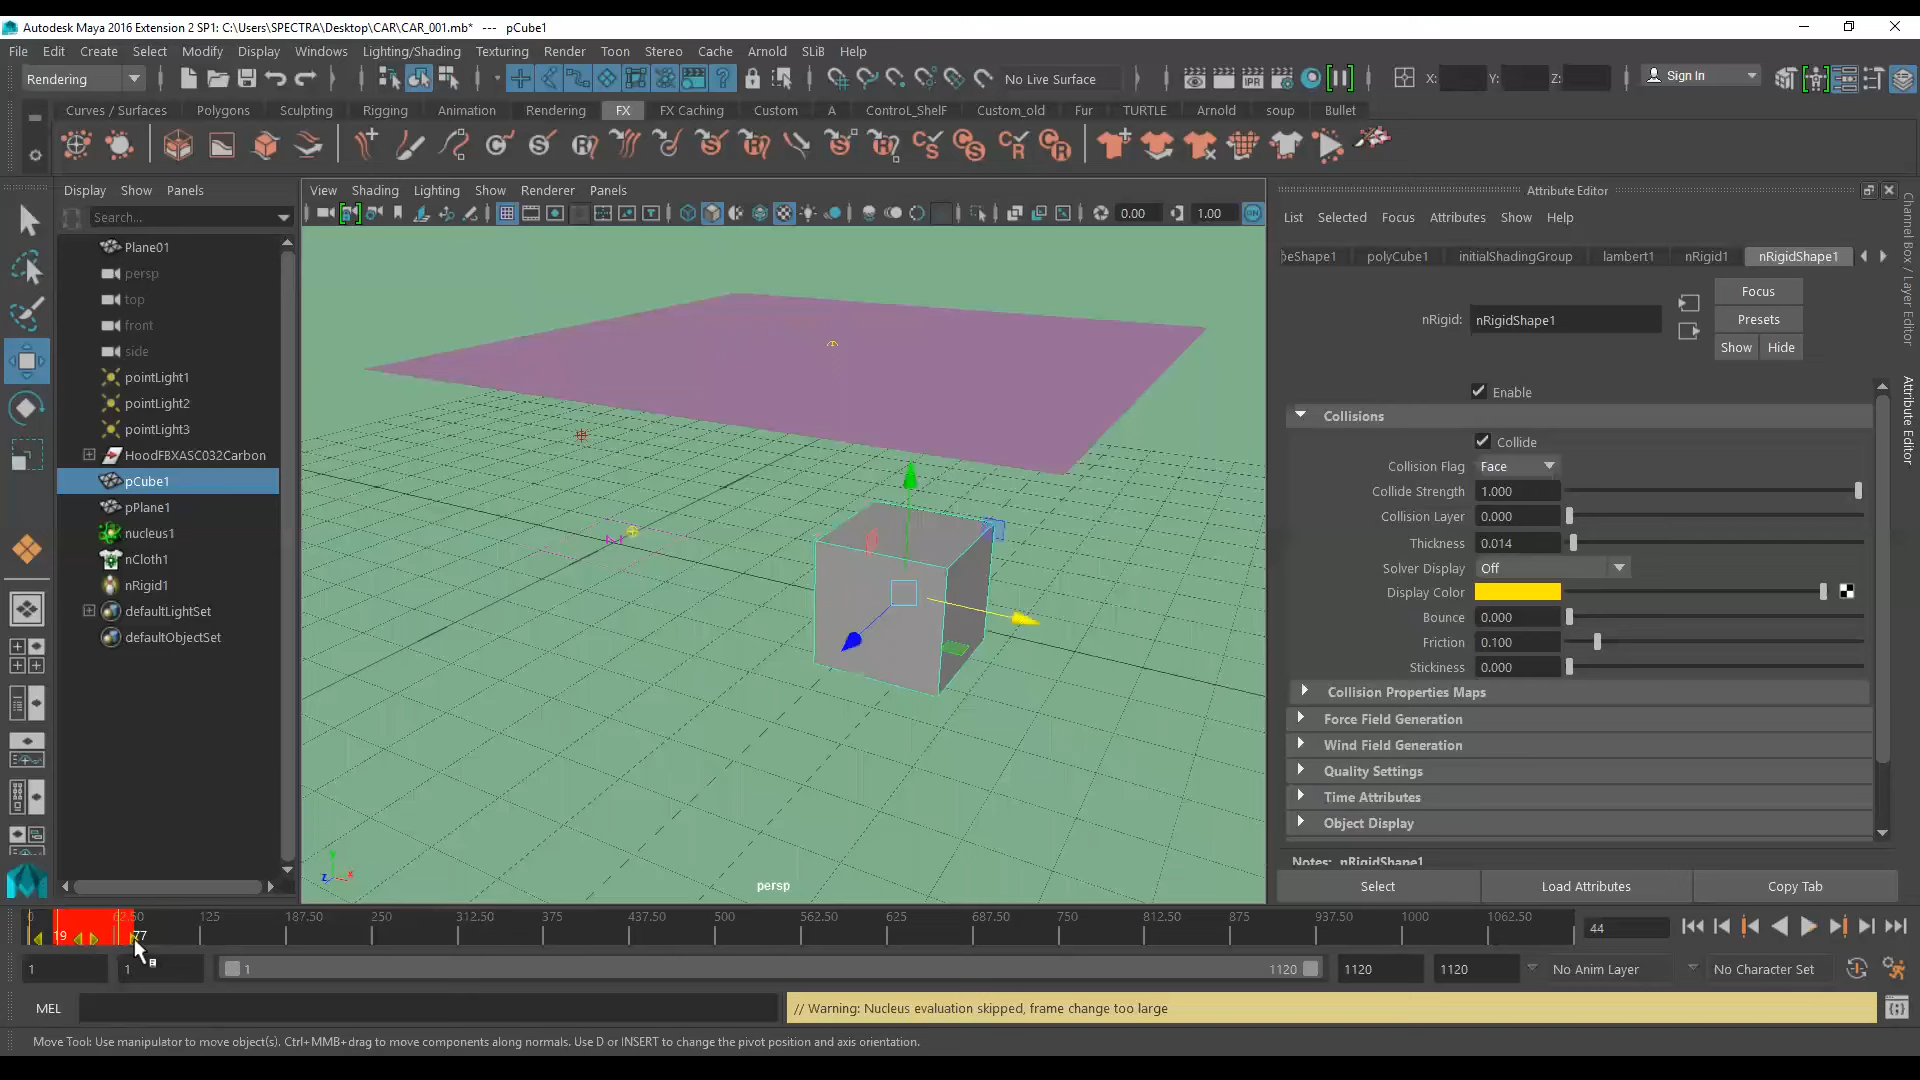 Autodesk Maya 2016 Extension 2 SP1: C:\Users\SPECTRA\Desktop\CAR\CAR_001.mb* --- pCube1
File Edit Create Select Modify Display Windows Lighting/Shading Texturing Render Toon Stereo Cache Arnold SLiB Help
Rendering No Live Surface X: Y: Z: Sign In
Curves / Surfaces Polygons Sculpting Rigging Animation Rendering FX FX Caching Custom A ControL_ShelF Custom_old Fur TURTLE Arnold soup Bullet
Display Show Panels
Search...
Plane01
persp
top
front
side
pointLight1
pointLight2
pointLight3
HoodFBXASC032Carbon
pCube1
pPlane1
nucleus1
nCloth1
nRigid1
defaultLightSet
defaultObjectSet
View Shading Lighting Show Renderer Panels
0.00 1.00 ON
persp
Attribute Editor
List Selected Focus Attributes Show Help
eShape1 polyCube1 initialShadingGroup lambert1 nRigid1 nRigidShape1
nRigid: nRigidShape1
Focus
Presets
Show Hide
Enable
Collisions
Collide
Collision Flag Face
Collide Strength 1.000
Collision Layer 0.000
Thickness 0.014
Solver Display Off
Display Color
Bounce 0.000
Friction 0.100
Stickiness 0.000
Collision Properties Maps
Force Field Generation
Wind Field Generation
Quality Settings
Time Attributes
Object Display
Notes: nRigidShape1
Select Load Attributes Copy Tab
Channel Box / Layer Editor
Attribute Editor
0 62.50 125 187.50 250 312.50 375 437.50 500 562.50 625 687.50 750 812.50 875 937.50 1000 1062.50
19 77 44
1 1 1 1120 1120 1120 No Anim Layer No Character Set
MEL // Warning: Nucleus evaluation skipped, frame change too large
Move Tool: Use manipulator to move object(s). Ctrl+MMB+drag to move components along normals. Use D or INSERT to change the pivot position and axis orientation.